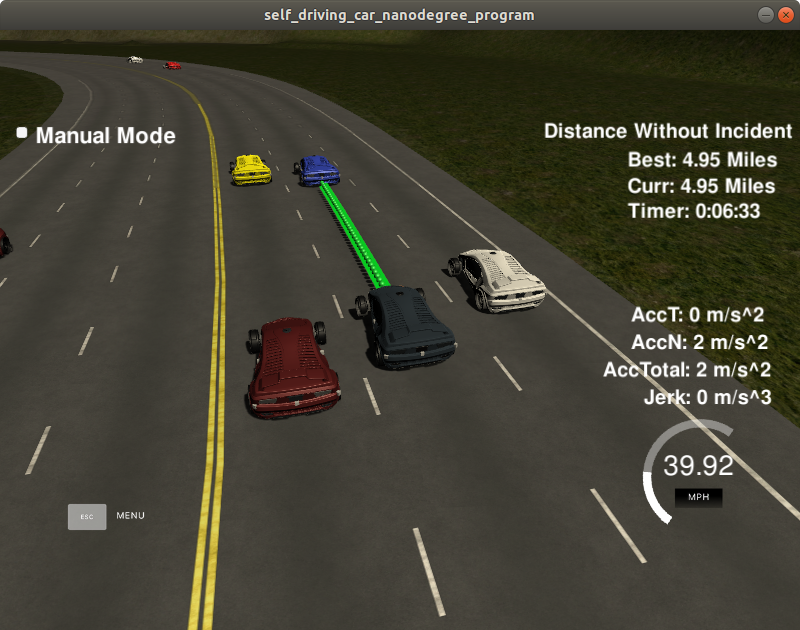 self_driving_car_nanodegree_program
Manual Mode
Distance Without Incident
Best: 4.95 Miles
Curr: 4.95 Miles
Timer: 0:06:33
AccT: 0 m/s^2
AccN: 2 m/s^2
AccTotal: 2 m/s^2
Jerk: 0 m/s^3
39.92
MPH
ESC MENU